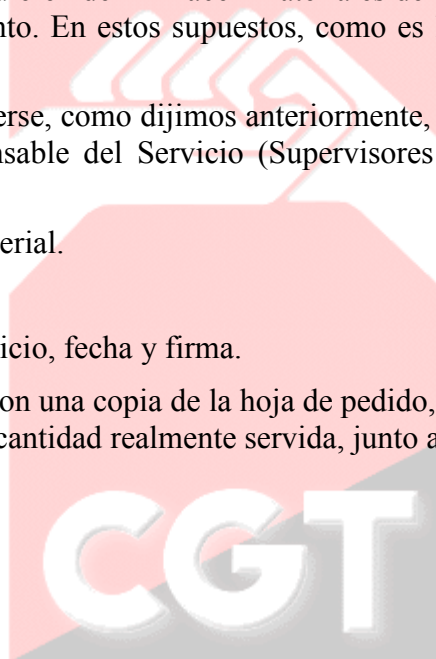 nto. En estos supuestos, como es
erse, como dijimos anteriormente,
nsable del Servicio (Supervisores
erial.
icio, fecha y firma.
on una copia de la hoja de pedido,
cantidad realmente servida, junto a
CGT